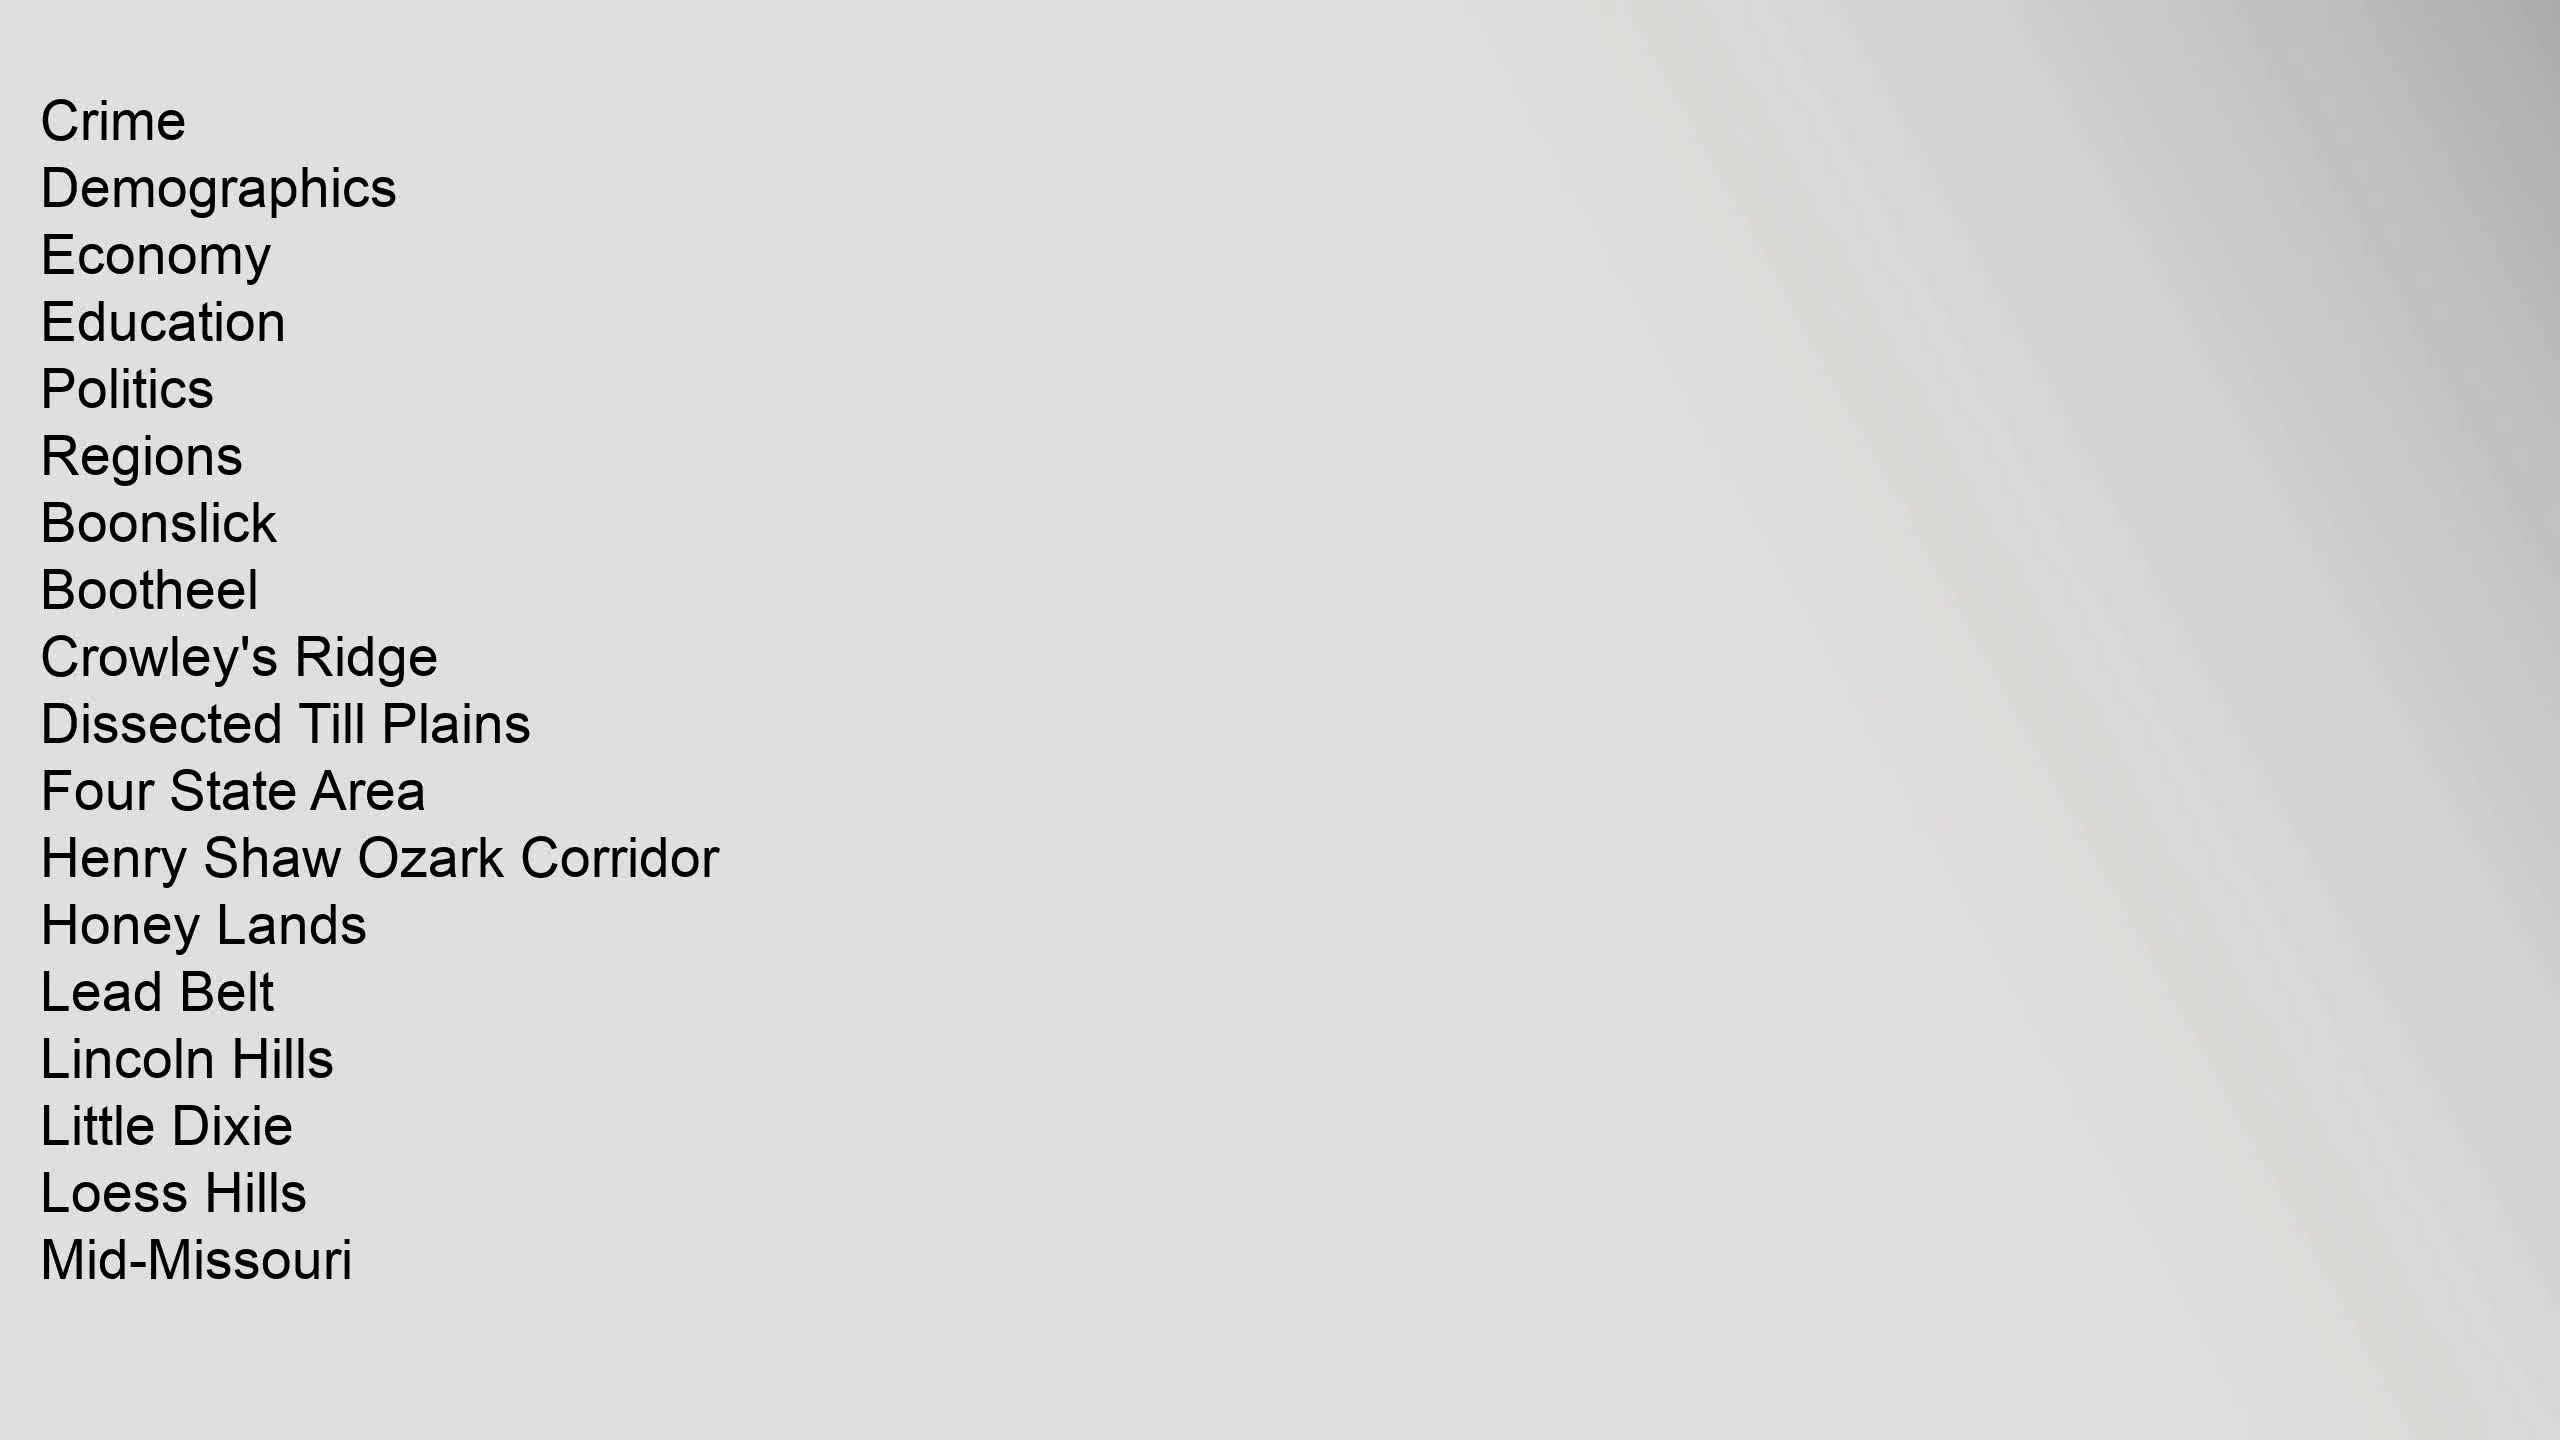 Crime
Demographics
Economy
Education
Politics
Regions
Boonslick
Bootheel
Crowley's Ridge
Dissected Till Plains
Four State Area
Henry Shaw Ozark Corridor
Honey Lands
Lead Belt
Lincoln Hills
Little Dixie
Loess Hills
Mid-Missouri